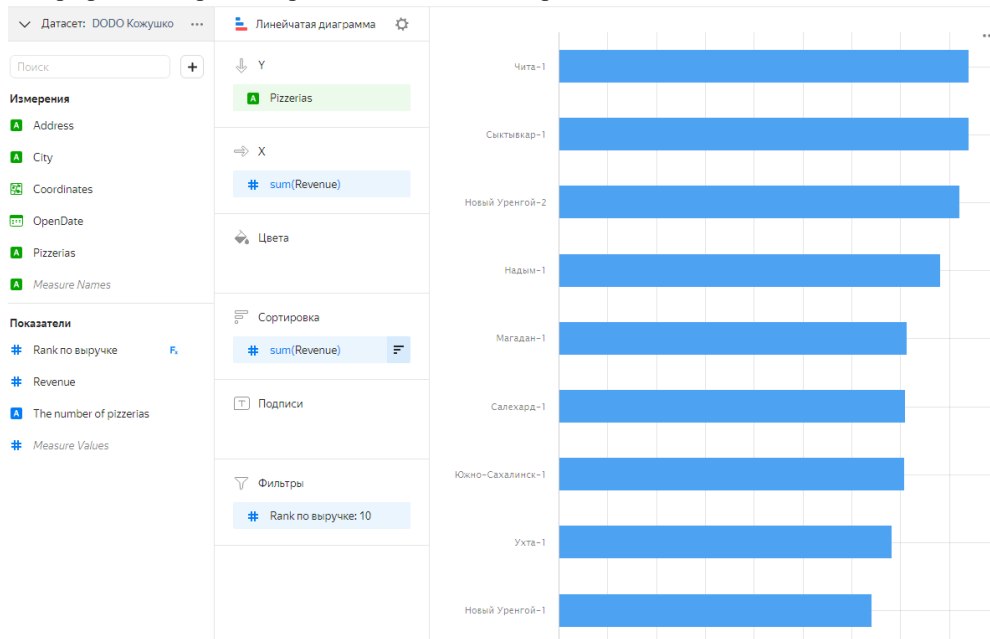 Датасет: DODO Кожушко
Поиск
Измерения
Address
City
Coordinates
OpenDate
Pizzerias
Measure Names
Показатели
Rank по выручке
Revenue
The number of pizzerias
Measure Values
Линейчатая диаграмма
Y
Pizzerias
X
sum(Revenue)
Цвета
Сортировка
sum(Revenue)
Подписи
Фильтры
Rank по выручке: 10
Чита-1
Сыктывкар-1
Новый Уренгой-2
Надым-1
Магадан-1
Салехард-1
Южно-Сахалинск-1
Ухта-1
Новый Уренгой-1